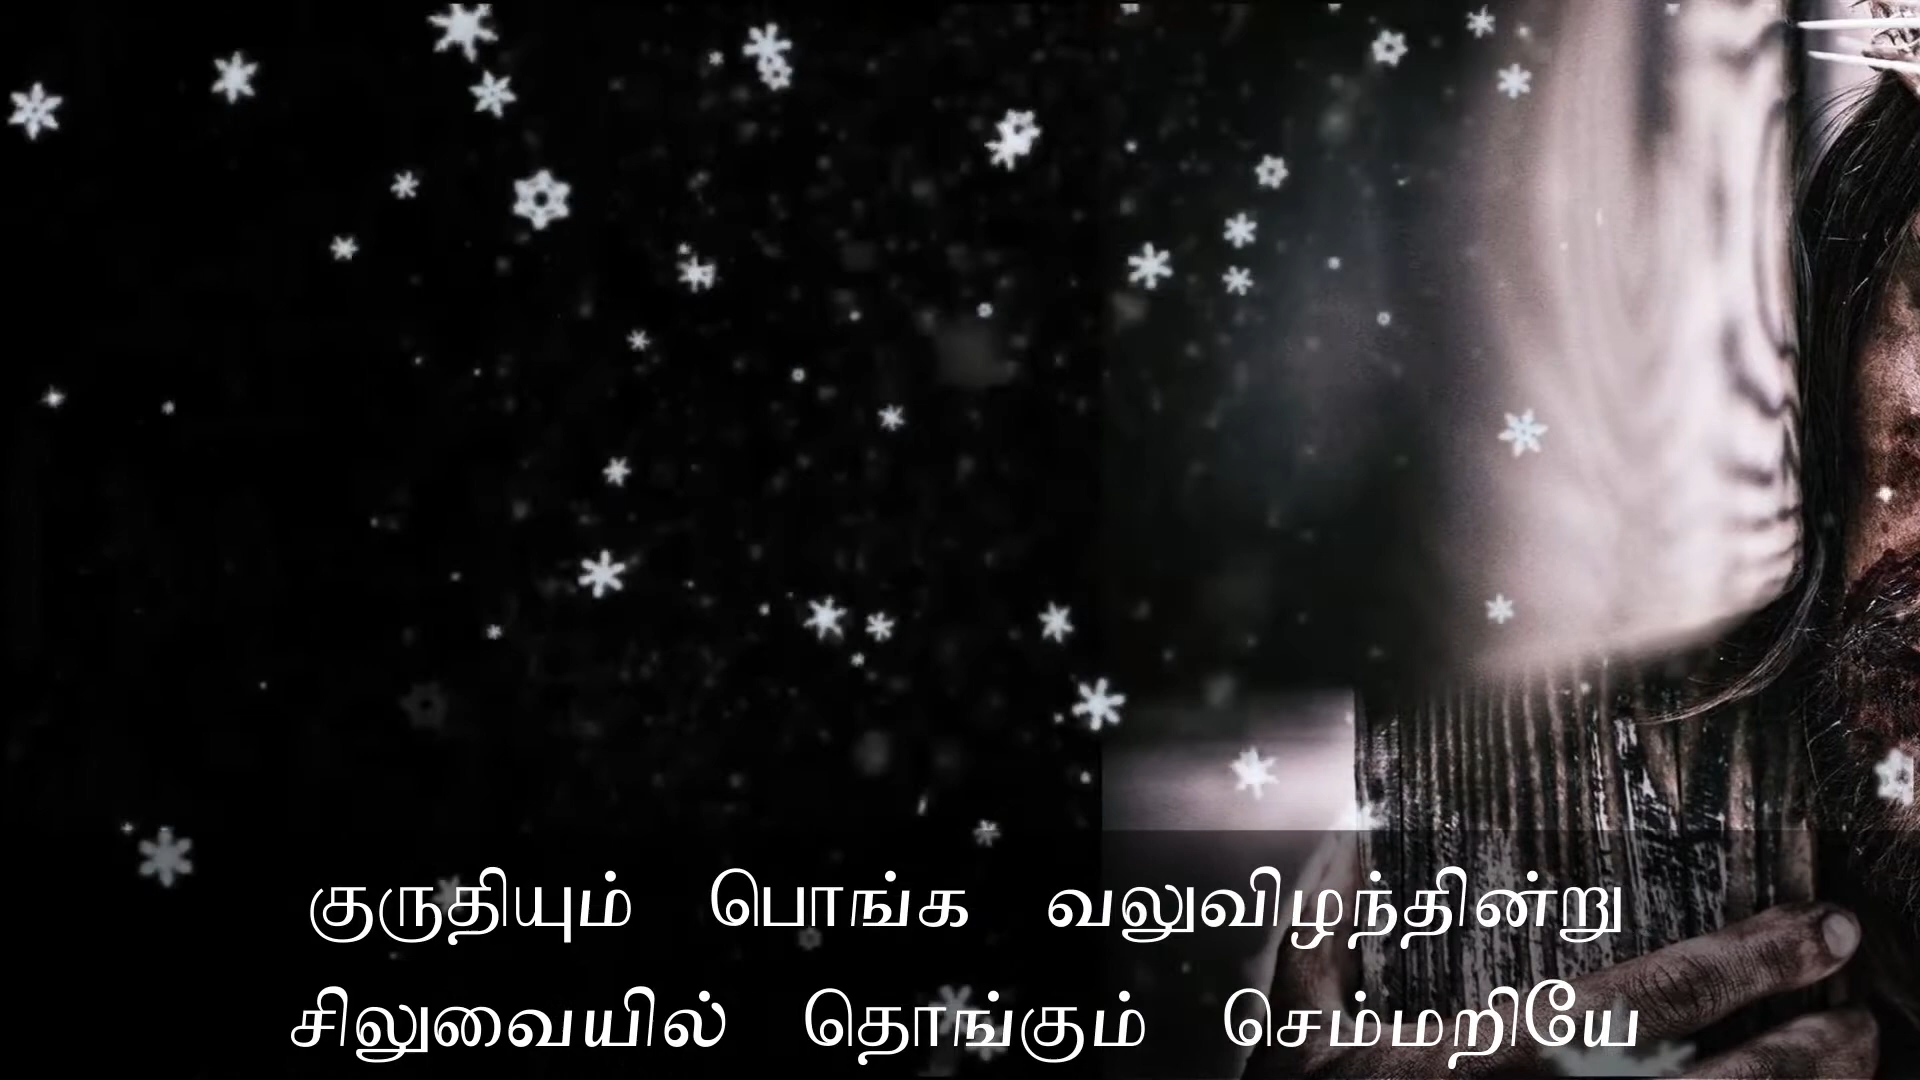 குருதியும் பொங்க வலுவிழந்தின்று
சிலுவையில் தொங்கும் செம்மறியே